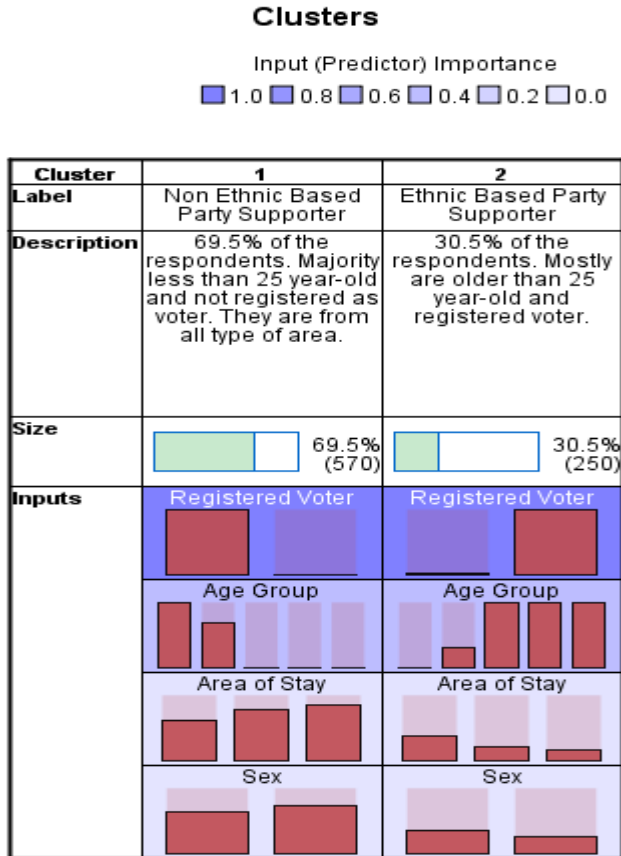 Clusters
Input (Predictor) Importance
1.0 0.8 0.6 0.4 0.2 0.0
Cluster 1 2
Label
Non Ethnic Based
Party Supporter
Ethnic Based Party
Supporter
Description
69.5% of the
respondents. Majority
less than 25 year-old
and not registered as
voter. They are from
all type of area.
30.5% of the
respondents. Mostly
are older than 25
year-old and
registered voter.
Size
69.5%
(570)
30.5%
(250)
Inputs
Registered Voter Registered Voter
Age Group Age Group
Area of Stay Area of Stay
Sex Sex